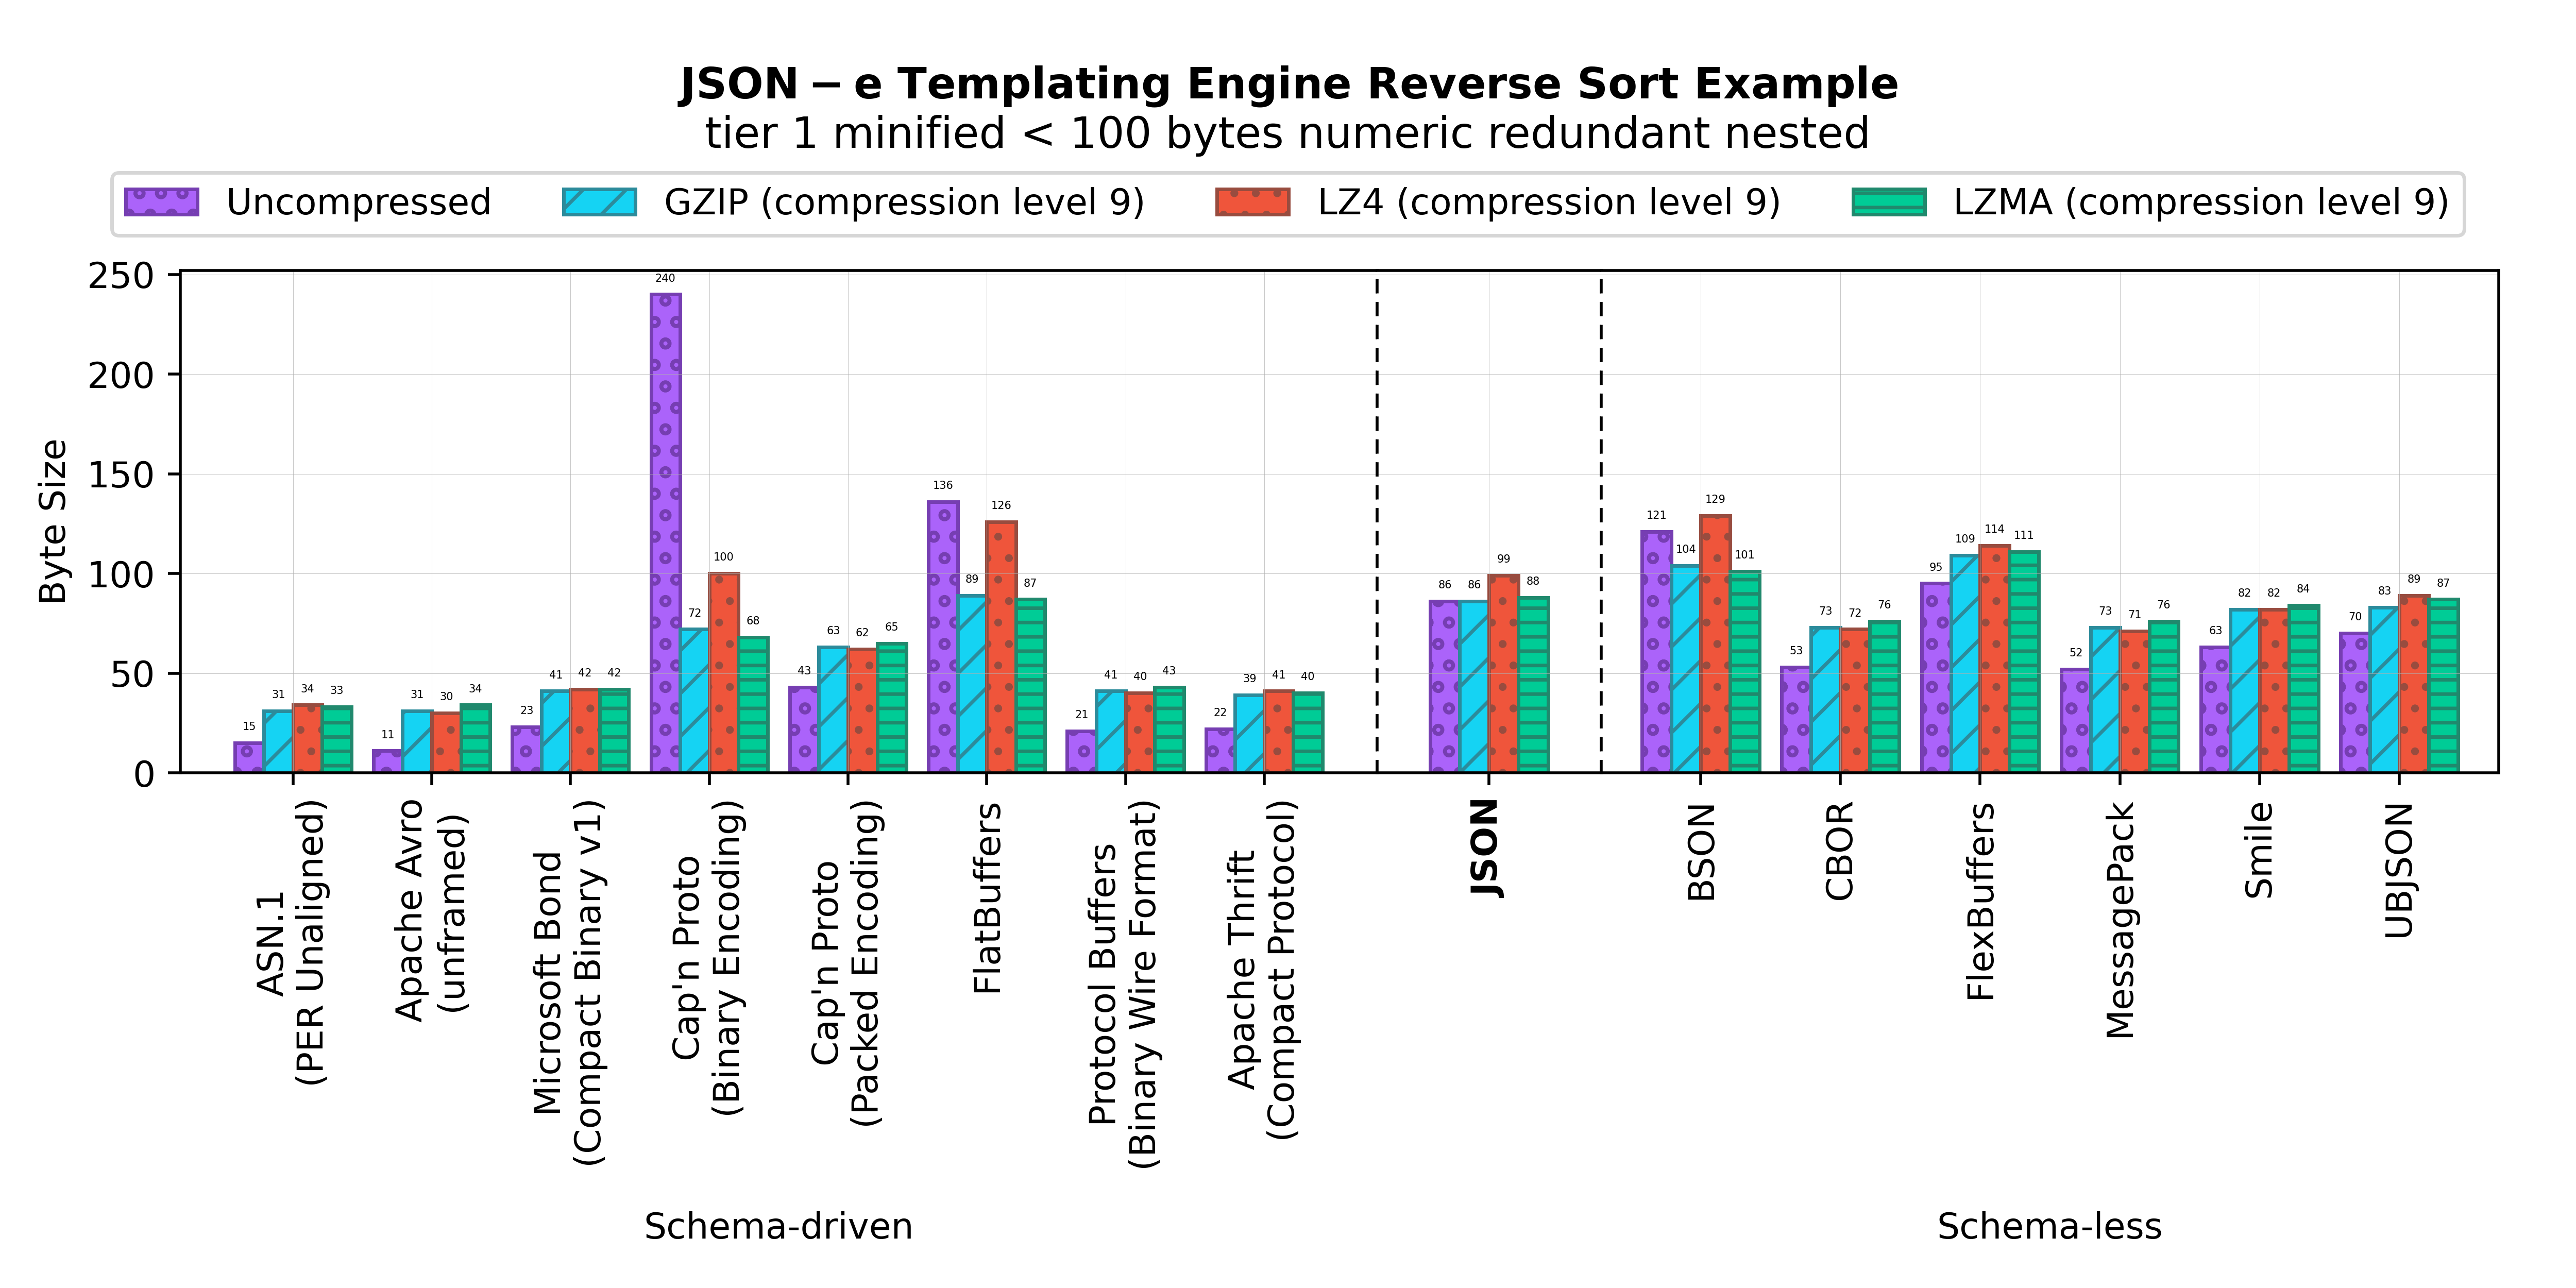 JSON − e Templating Engine Reverse Sort Example
tier 1 minified < 100 bytes numeric redundant nested
Uncompressed
GZIP (compression level 9)
LZ4 (compression level 9)
LZMA (compression level 9)
Byte Size
250
200
150
100
50
0
15
31
34
33
11
31
30
34
23
41
42
42
240
72
100
68
43
63
62
65
136
89
126
87
21
41
40
43
22
39
41
40
86
86
99
88
121
104
129
101
53
73
72
76
95
109
114
111
52
73
71
76
63
82
82
84
70
83
89
87
ASN.1
(PER Unaligned)
Apache Avro
(unframed)
Microsoft Bond
(Compact Binary v1)
Cap'n Proto
(Binary Encoding)
Cap'n Proto
(Packed Encoding)
FlatBuffers
Protocol Buffers
(Binary Wire Format)
Apache Thrift
(Compact Protocol)
JSON
BSON
CBOR
FlexBuffers
MessagePack
Smile
UBJSON
Schema-driven
Schema-less